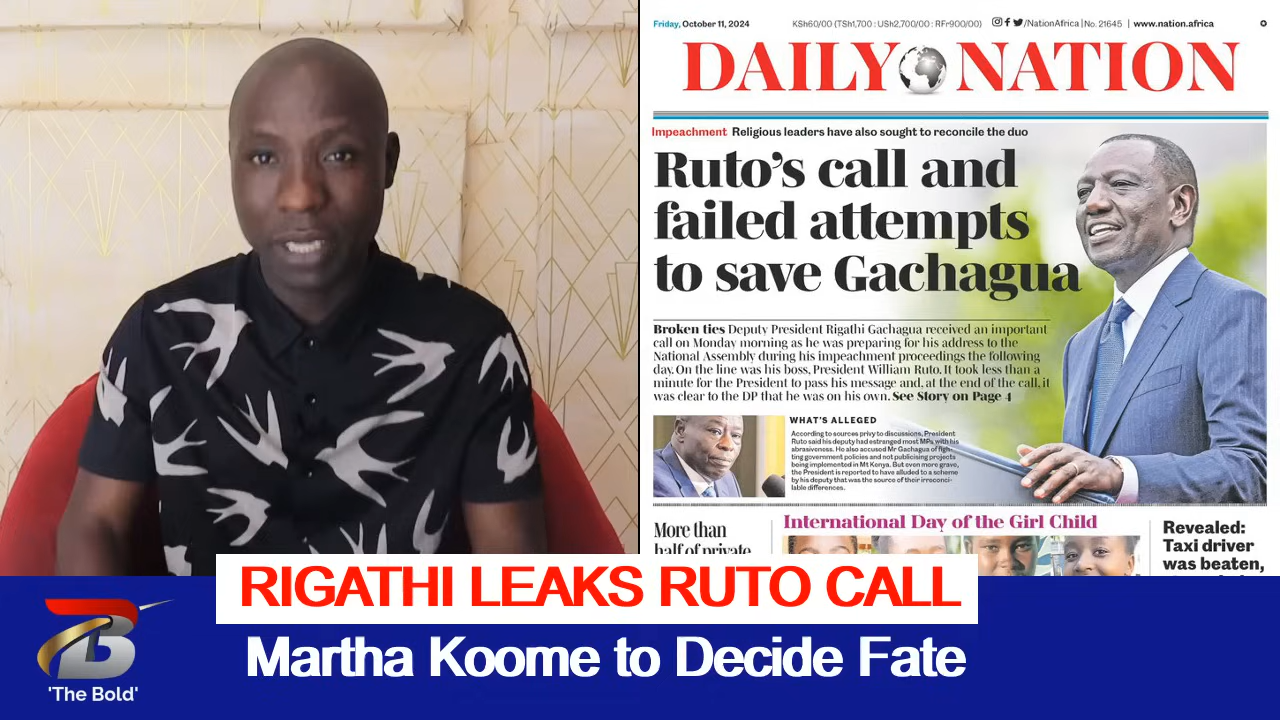 Friday, October 11, 2024
KSh60/00 (TSh1,700 : USh2,700/00 : RFr900/00)
/NationAfrica | No. 21645 | www.nation.africa
DAILY NATION
Impeachment Religious leaders have also sought to reconcile the duo
Ruto's call and
failed attempts
to save Gachagua
Broken ties Deputy President Rigathi Gachagua received an important
call on Monday morning as he was preparing for his address to the
National Assembly during his impeachment proceedings the following
day. On the line was his boss, President William Ruto. It took less than a
minute for the President to pass his message and, at the end of the call, it
was clear to the DP that he was on his own. See Story on Page 4
WHAT'S ALLEGED
According to sources privy to discussions, President
Ruto said his deputy had estranged most MPs with his
abrasiveness. He also accused Mr Gachagua of figh-
ting government policies and not publicising projects
being implemented in Mt Kenya. But even more grave,
the President is reported to have alluded to a scheme
by his deputy that was the source of their irreconci-
lable differences.
More than
half of private
International Day of the Girl Child
Revealed:
Taxi driver
was beaten,
RIGATHI LEAKS RUTO CALL
Martha Koome to Decide Fate
B
'The Bold'